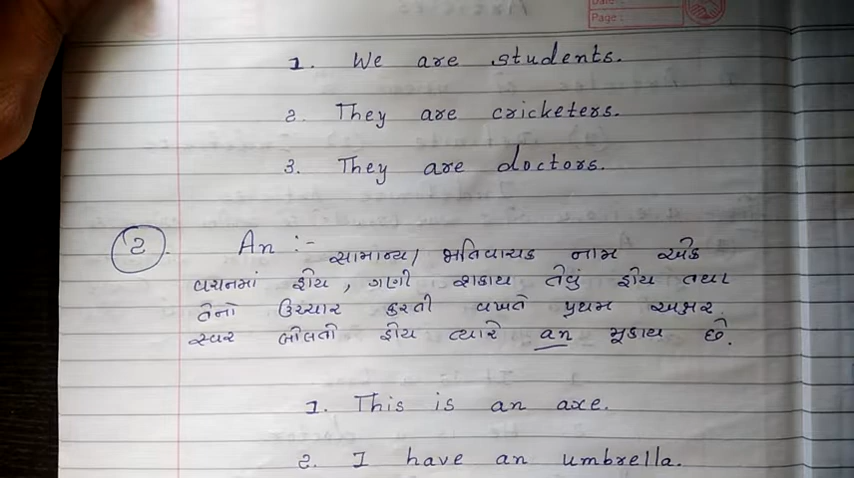 Page :
1. We are students.
2. They are cricketers.
3. They are doctors.
2. An :- સામાન્ય / જાતિવાચક નામ એક
વચનમાં હોય, ગણી શકાય તેવું હોય તથા
તેનો ઉચ્ચાર કરતી વખતે પ્રથમ અક્ષર
સ્વર બોલતો હોય ત્યારે an મૂકાય છે.
1. This is an axe.
2. I have an umbrella.